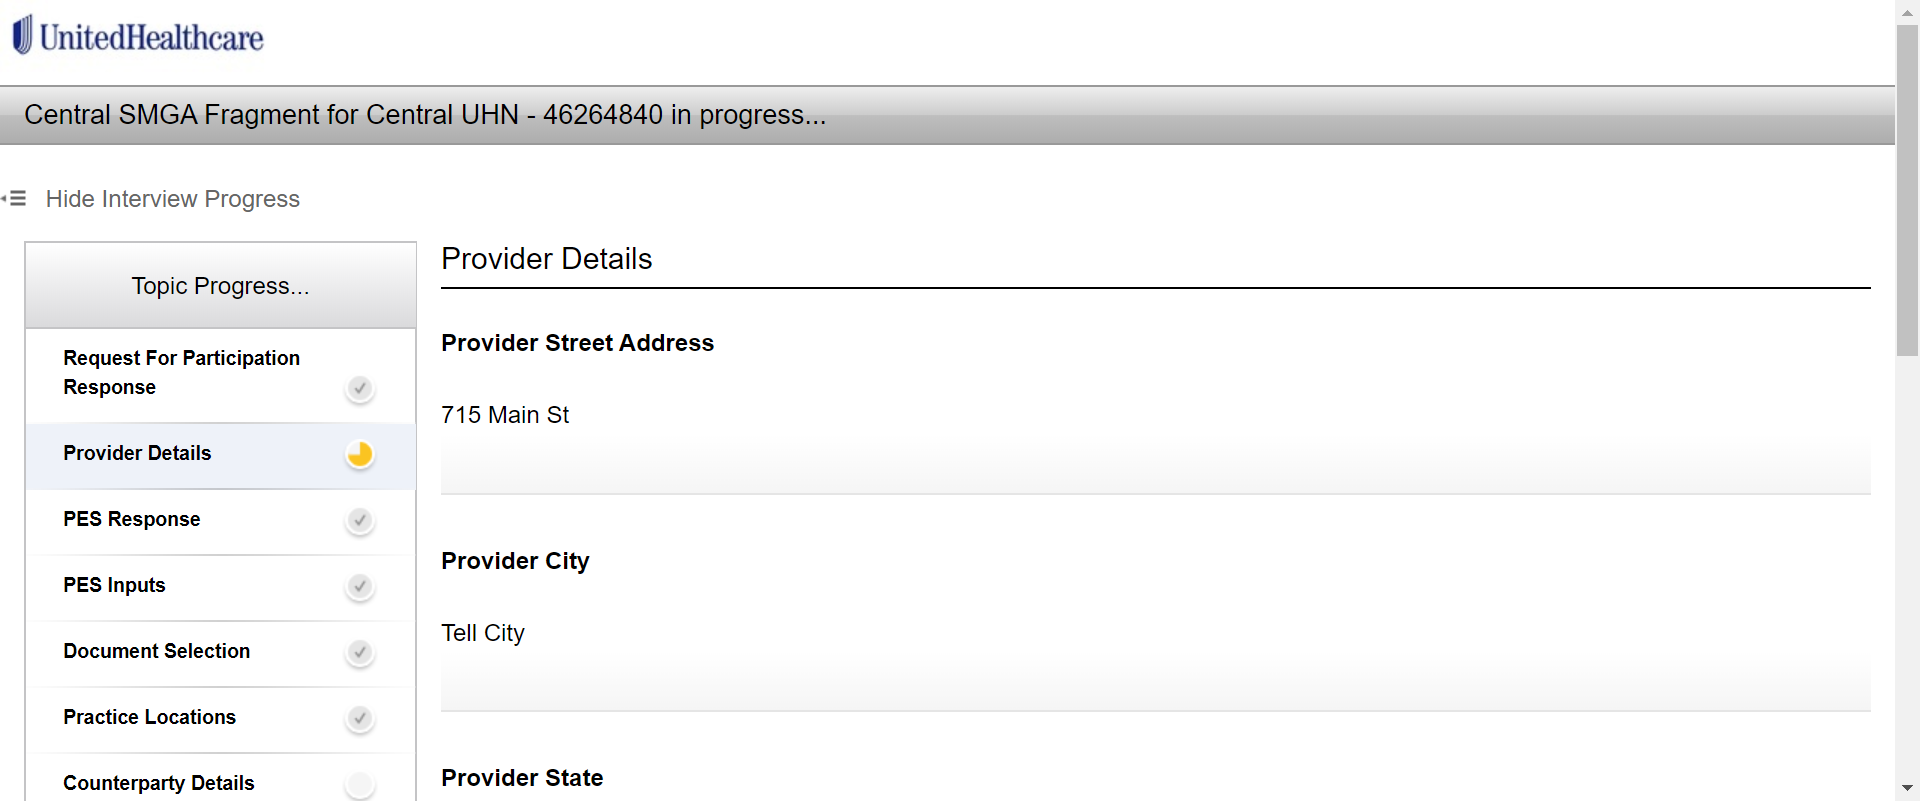 UnitedHealthcare
Central SMGA Fragment for Central UHN - 46264840 in progress...
Hide Interview Progress
Topic Progress...
Request For Participation
Response
Provider Details
PES Response
PES Inputs
Document Selection
Practice Locations
Counterparty Details
Provider Details
Provider Street Address
715 Main St
Provider City
Tell City
Provider State